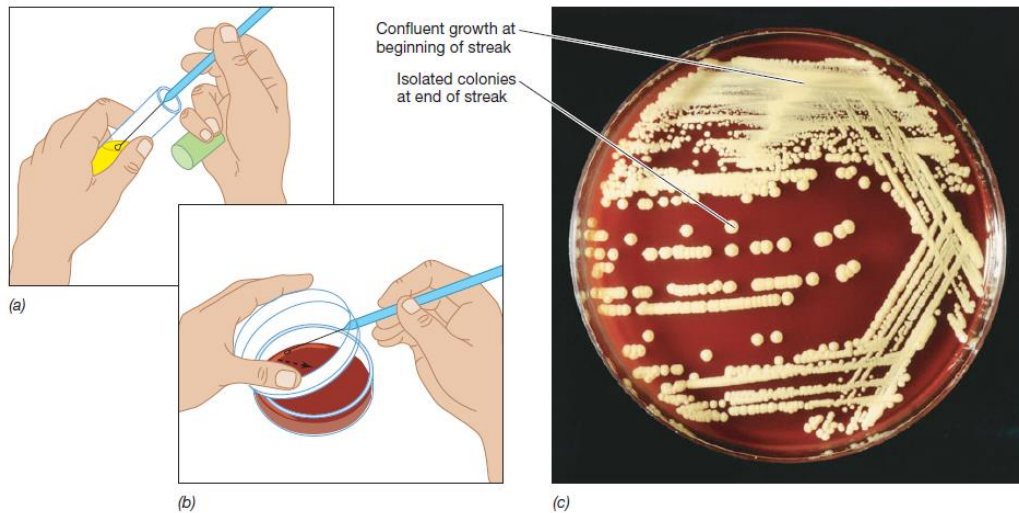 Confluent growth at
beginning of streak
Isolated colonies
at end of streak
(a)
(b)
(c)